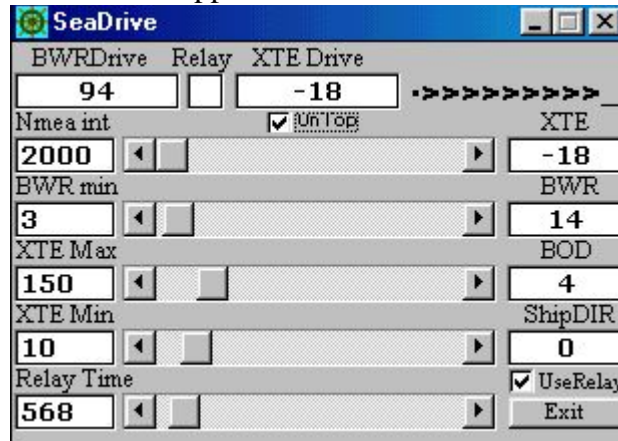 SeaDrive
BWRDrive Relay XTE Drive
94 -18 ->>>>>>>>>_
Nmea int OnTop XTE
2000 -18
BWR min BWR
3 14
XTE Max BOD
150 4
XTE Min ShipDIR
10 0
Relay Time UseRelay
568 Exit